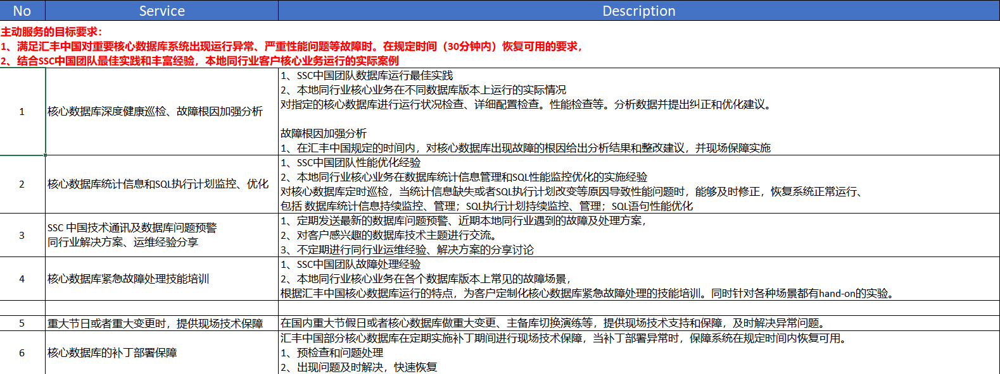 No Service Description
主动服务的目标要求：
1、满足汇丰中国对重要核心数据库系统出现运行异常、严重性能问题等故障时。在规定时间（30分钟内）恢复可用的要求，
2、结合SSC中国团队最佳实践和丰富经验，本地同行业客户核心业务运行的实际案例
1
核心数据库深度健康巡检、故障根因加强分析
1、SSC中国团队数据库运行最佳实践
2、本地同行业核心业务在不同数据库版本上运行的实际情况
对指定的核心数据库进行运行状况检查、详细配置检查。性能检查等。分析数据并提出纠正和优化建议。
故障根因加强分析
1、在汇丰中国规定的时间内，对核心数据库出现故障的根因给出分析结果和整改建议，并现场保障实施
2
核心数据库统计信息和SQL执行计划监控、优化
1、SSC中国团队性能优化经验
2、本地同行业核心业务在数据库统计信息管理和SQL性能监控优化的实施经验
对核心数据库定时巡检，当统计信息缺失或者SQL执行计划改变等原因导致性能问题时，能够及时修正，恢复系统正常运行、
包括 数据库统计信息持续监控、管理；SQL执行计划持续监控、管理；SQL语句性能优化
3
SSC 中国技术通讯及数据库问题预警
同行业解决方案、运维经验分享
1、定期发送最新的数据库问题预警、近期本地同行业遇到的故障及处理方案，
2、对客户感兴趣的数据库技术主题进行交流。
3、不定期进行同行业运维经验、解决方案的分享讨论
4
核心数据库紧急故障处理技能培训
1、SSC中国团队故障处理经验
2、本地同行业核心业务在各个数据库版本上常见的故障场景，
根据汇丰中国核心数据库运行的特点，为客户定制化核心数据库紧急故障处理的技能培训。同时针对各种场景都有hand-on的实验。
5
重大节日或者重大变更时，提供现场技术保障
在国内重大节假日或者核心数据库做重大变更、主备库切换演练等，提供现场技术支持和保障，及时解决异常问题。
6
核心数据库的补丁部署保障
汇丰中国部分核心数据库在定期实施补丁期间进行现场技术保障，当补丁部署异常时，保障系统在规定时间内恢复可用。
1、预检查和问题处理
2、出现问题及时解决，快速恢复